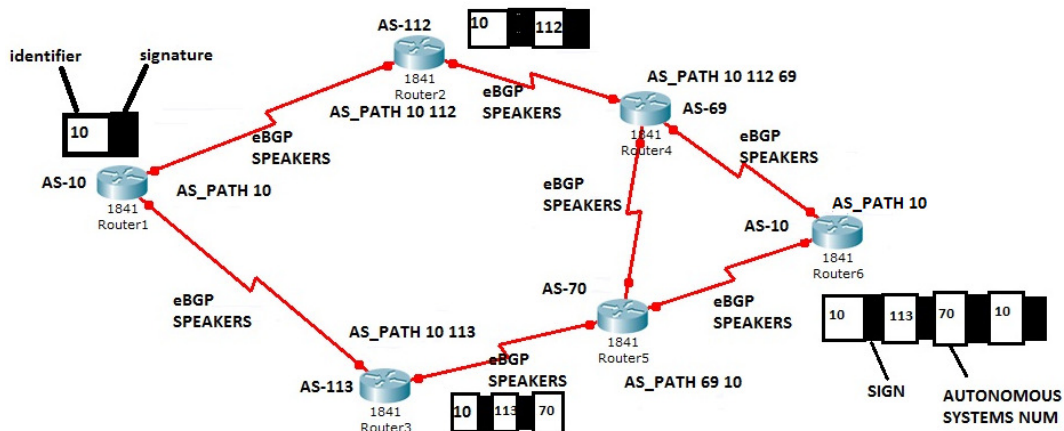 identifier
signature
10
AS-112
10 112
1841
Router2
AS_PATH 10 112
eBGP
SPEAKERS
eBGP
SPEAKERS
AS_PATH 10 112 69
AS-69
1841
Router4
AS-10
1841
Router1
AS_PATH 10
eBGP
SPEAKERS
eBGP
SPEAKERS
AS_PATH 10
AS-10
1841
Router6
eBGP
SPEAKERS
AS_PATH 10 113
AS-113
1841
Router3
eBGP
SPEAKERS
10 113 70
AS-70
1841
Router5
AS_PATH 69 10
eBGP
SPEAKERS
10 113 70 10
SIGN
AUTONOMOUS
SYSTEMS NUM